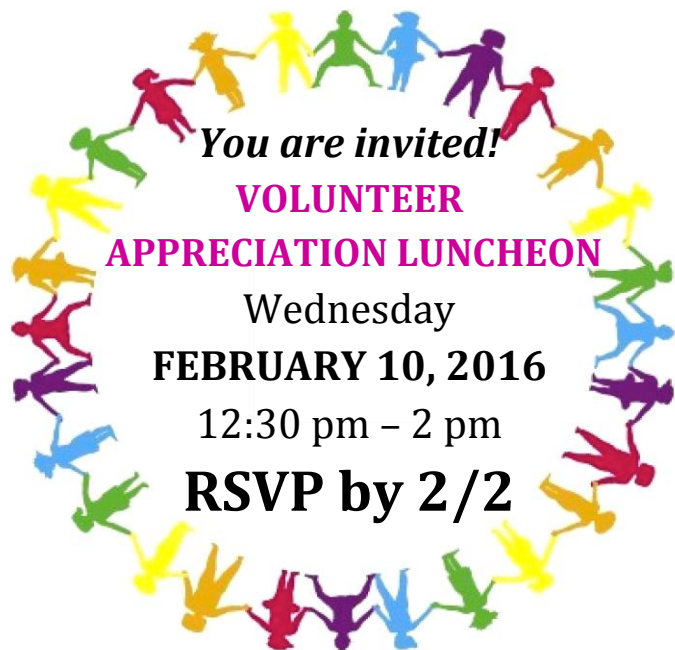 You are invited!
VOLUNTEER
APPRECIATION LUNCHEON
Wednesday
FEBRUARY 10, 2016
12:30 pm – 2 pm
RSVP by 2/2